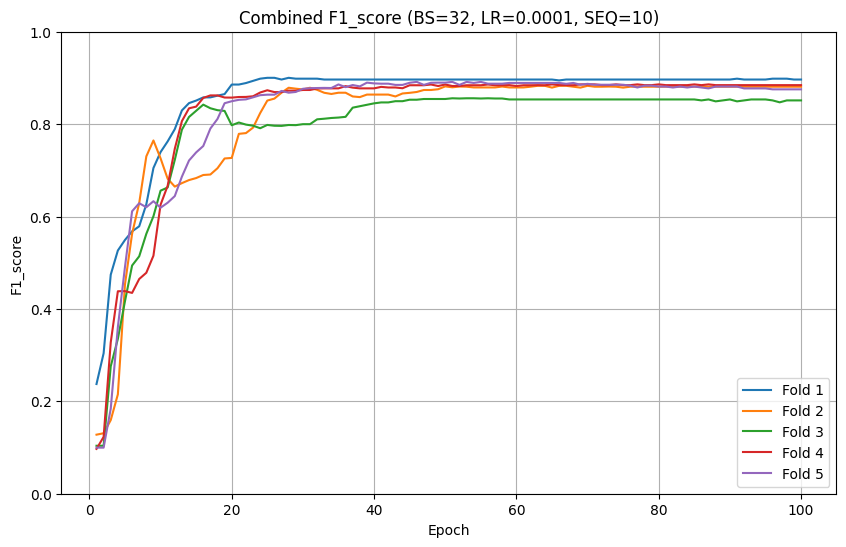 Combined F1_score (BS=32, LR=0.0001, SEQ=10)
1.0
0.8
0.6
0.4
0.2
0.0
F1_score
0 20 40 60 80 100
Epoch
Fold 1
Fold 2
Fold 3
Fold 4
Fold 5